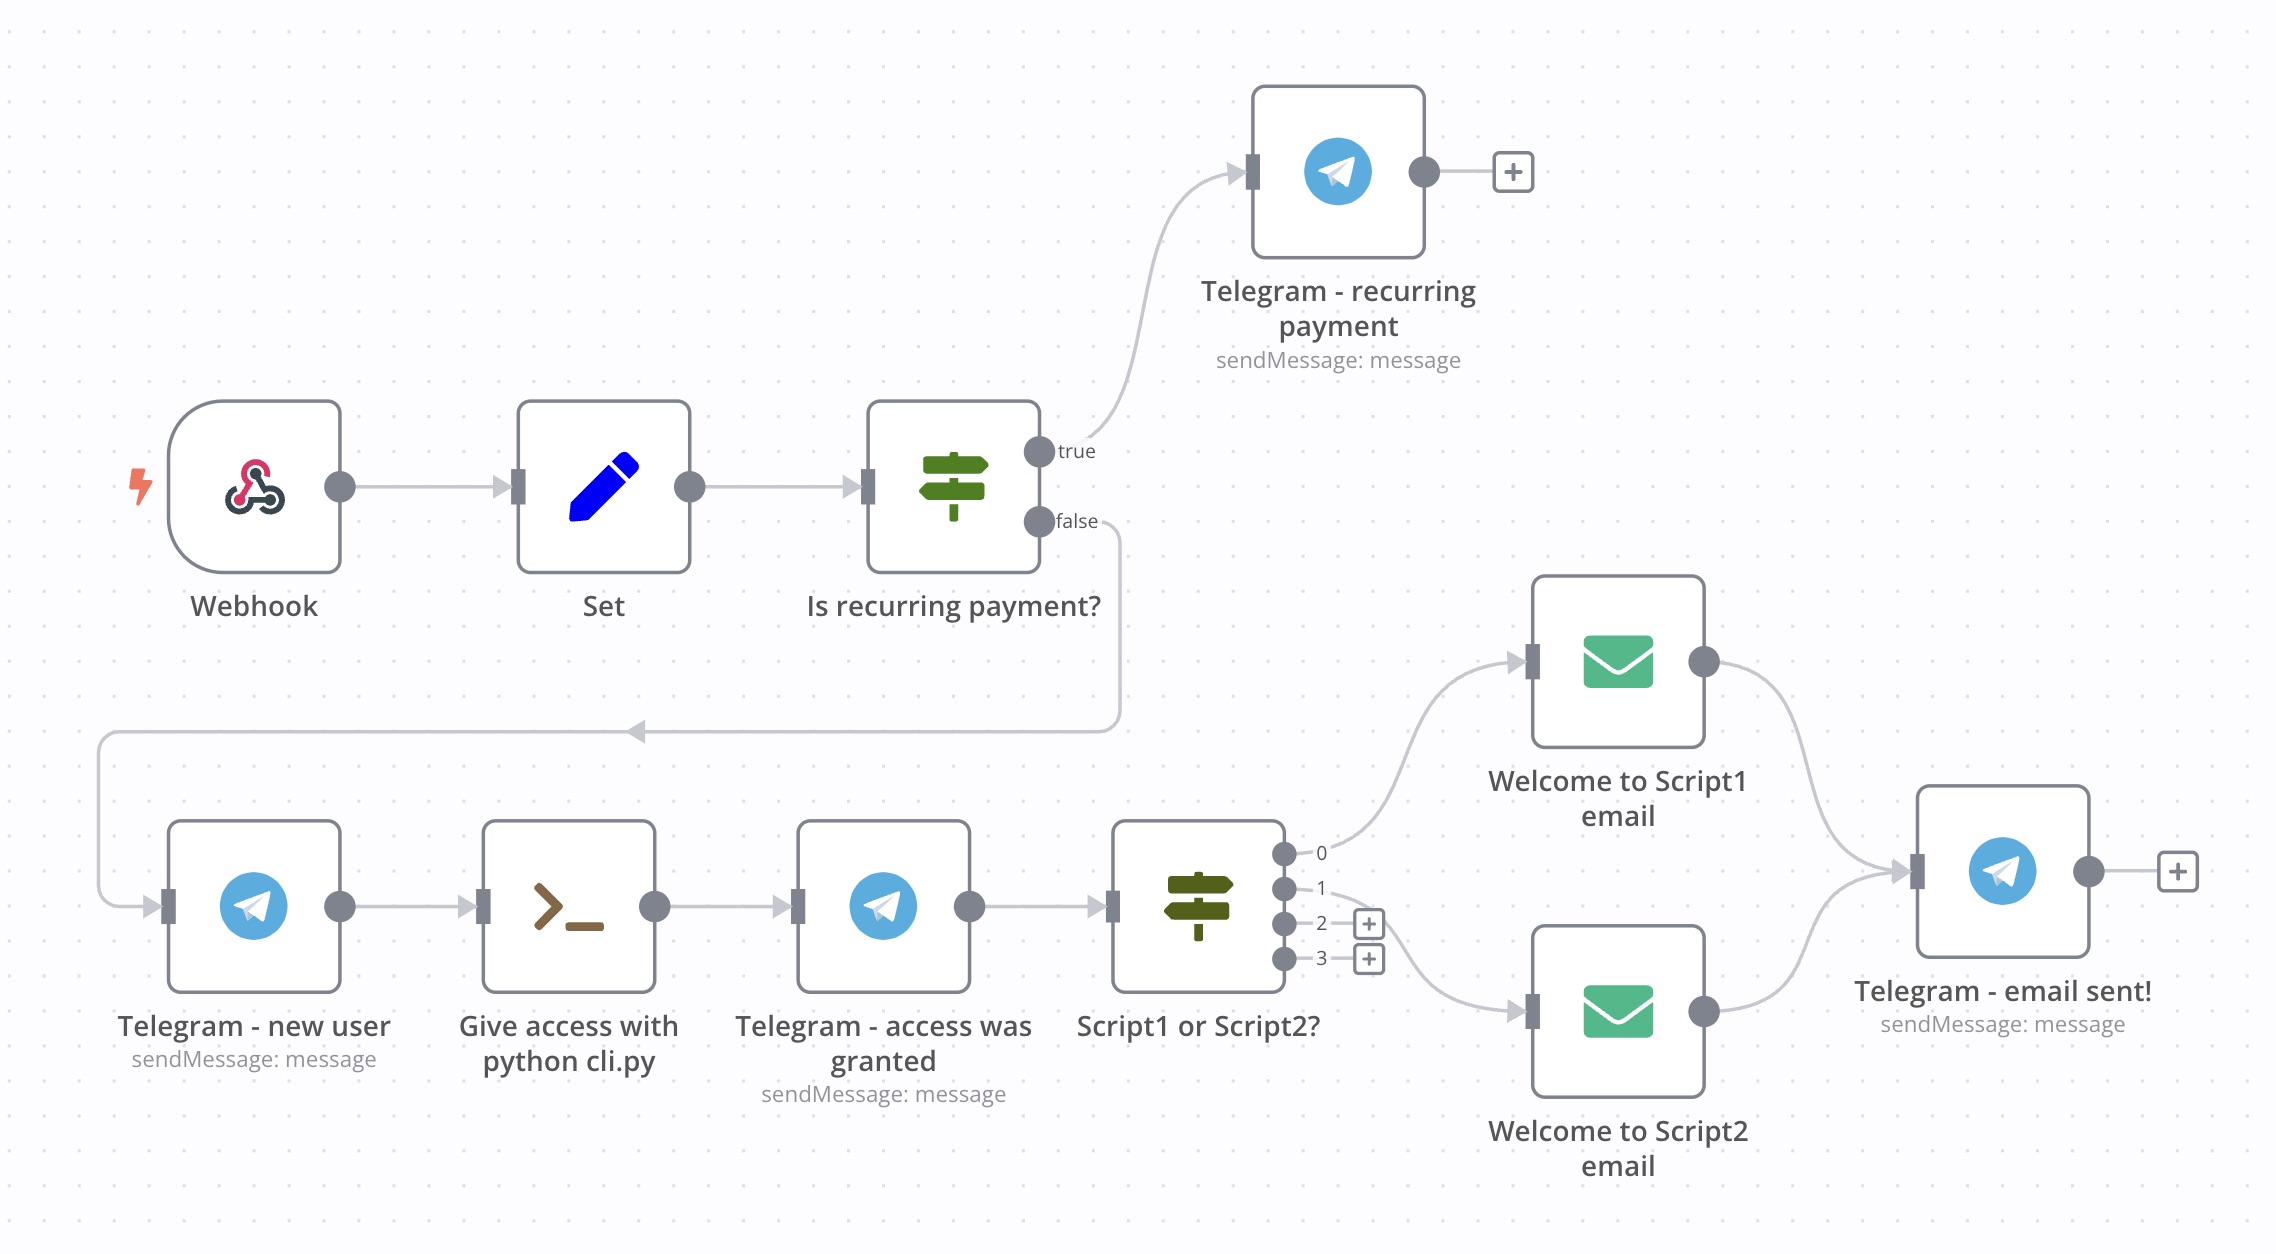 Telegram - recurring
payment
sendMessage: message
true
false
Webhook
Set
Is recurring payment?
Welcome to Script1
email
0
1
2
3
Telegram - new user
sendMessage: message
Give access with
python cli.py
Telegram - access was
granted
sendMessage: message
Script1 or Script2?
Telegram - email sent!
sendMessage: message
Welcome to Script2
email